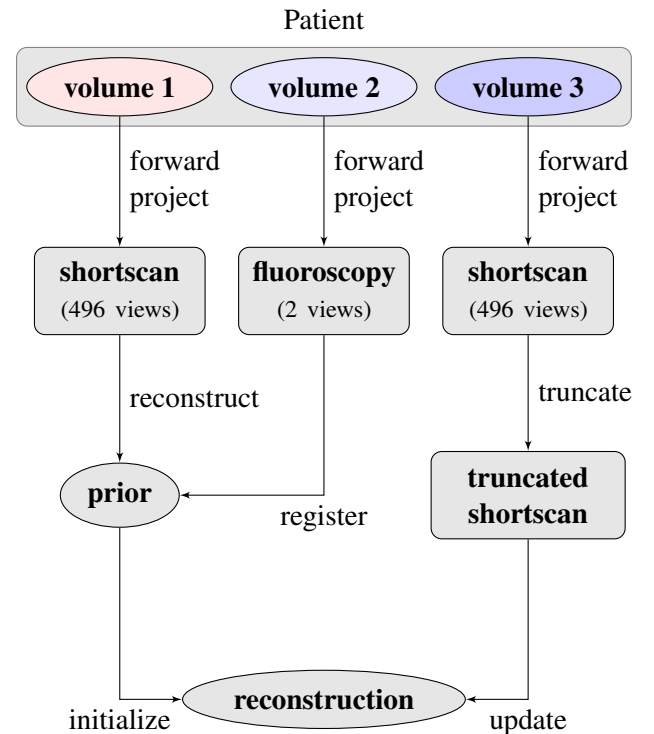 Patient
volume 1
volume 2
volume 3
forward
project
forward
project
forward
project
shortscan
(496 views)
fluoroscopy
(2 views)
shortscan
(496 views)
reconstruct
truncate
prior
register
truncated
shortscan
initialize
reconstruction
update